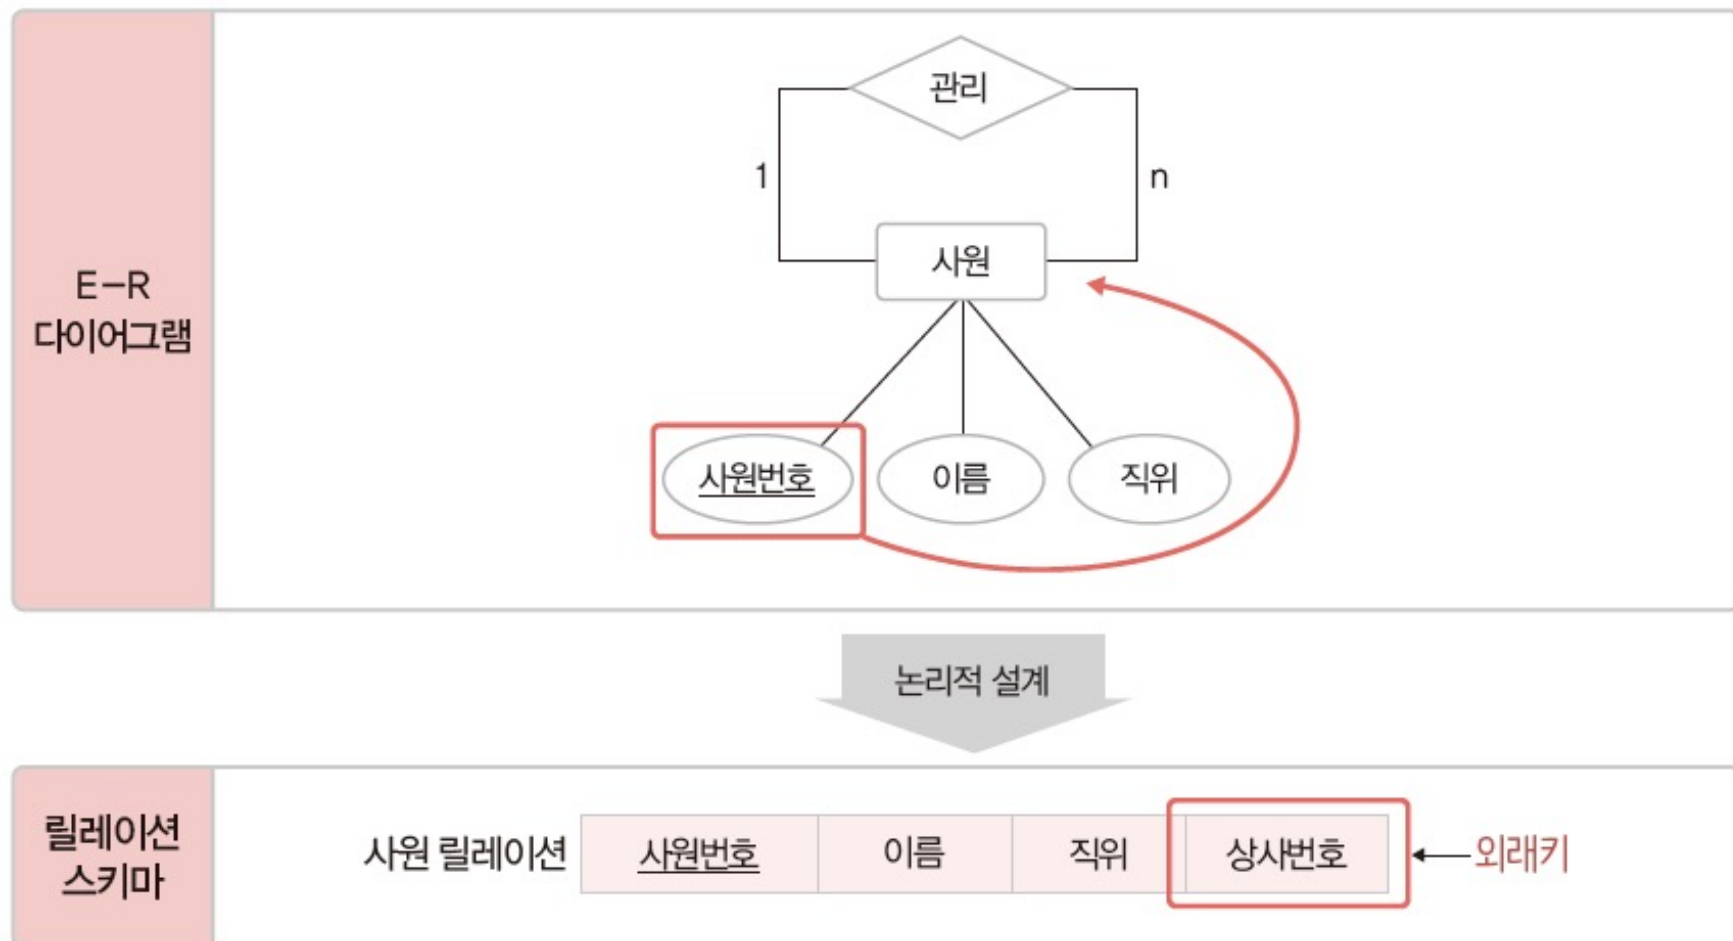 관리
1
n
사원
E-R
다이어그램
사원번호
이름
직위
논리적 설계
릴레이션
스키마
사원 릴레이션
사원번호
이름
직위
상사번호
외래키